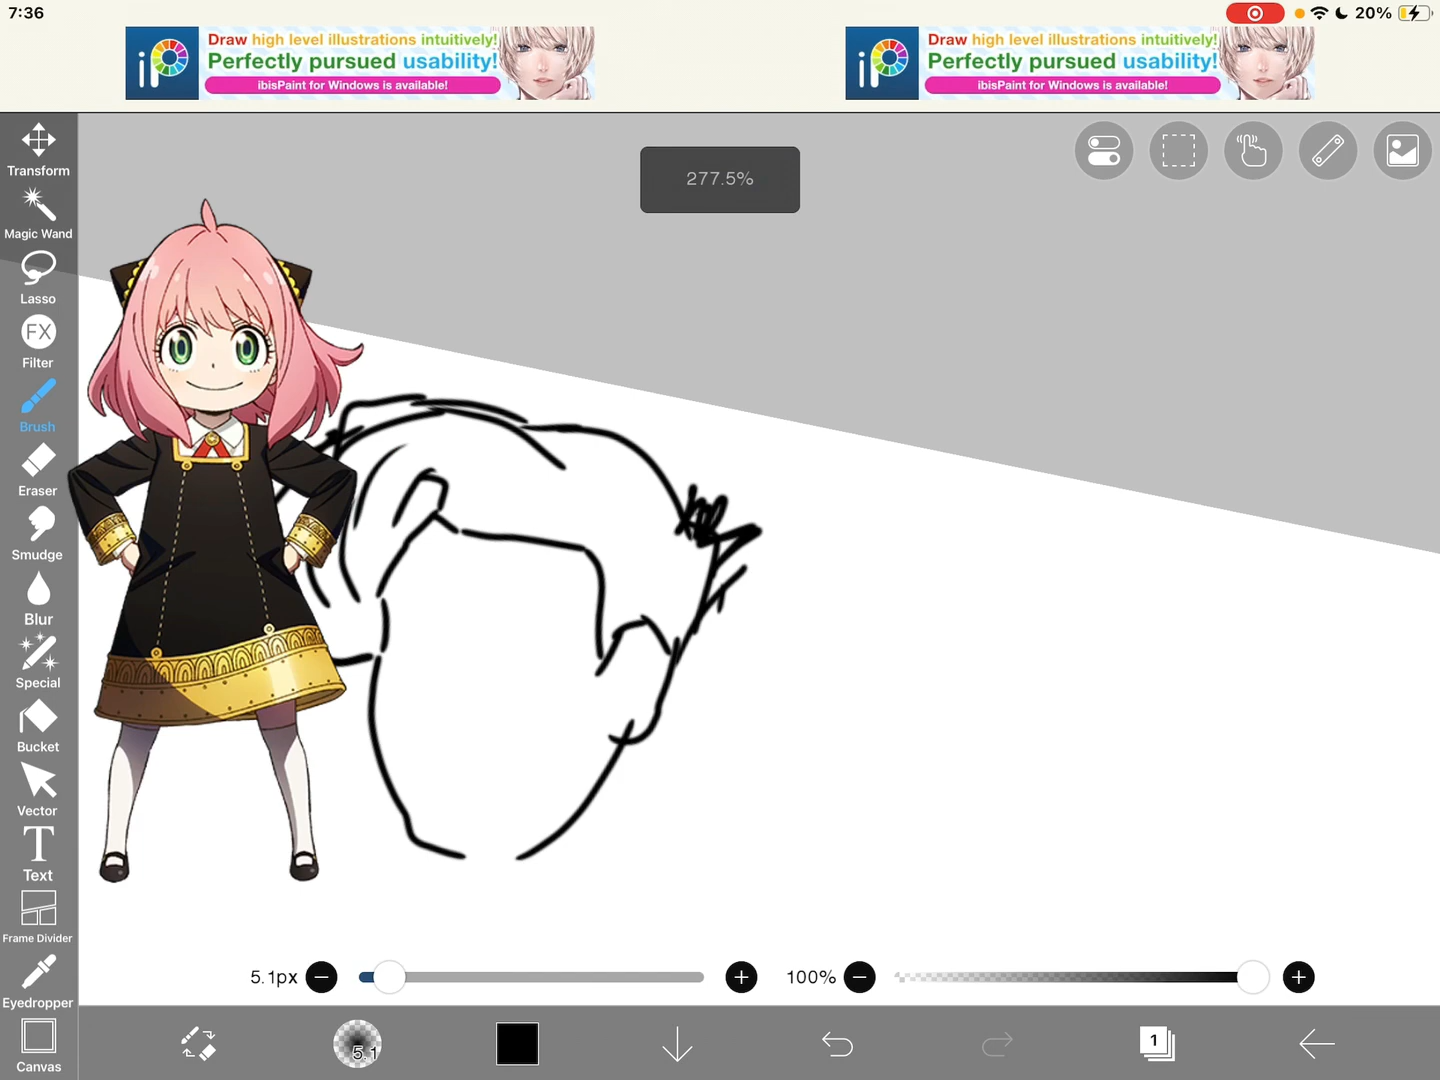 7:36
20%
iP
Draw high level illustrations intuitively!
Perfectly pursued usability!
ibisPaint for Windows is available!
iP
Draw high level illustrations intuitively!
Perfectly pursued usability!
ibisPaint for Windows is available!
277.5%
Transform
Magic Wand
Lasso
FX
Filter
Brush
Eraser
Smudge
Blur
Special
Bucket
Vector
T
Text
Frame Divider
Eyedropper
Canvas
5.1px
100%
5.1
1